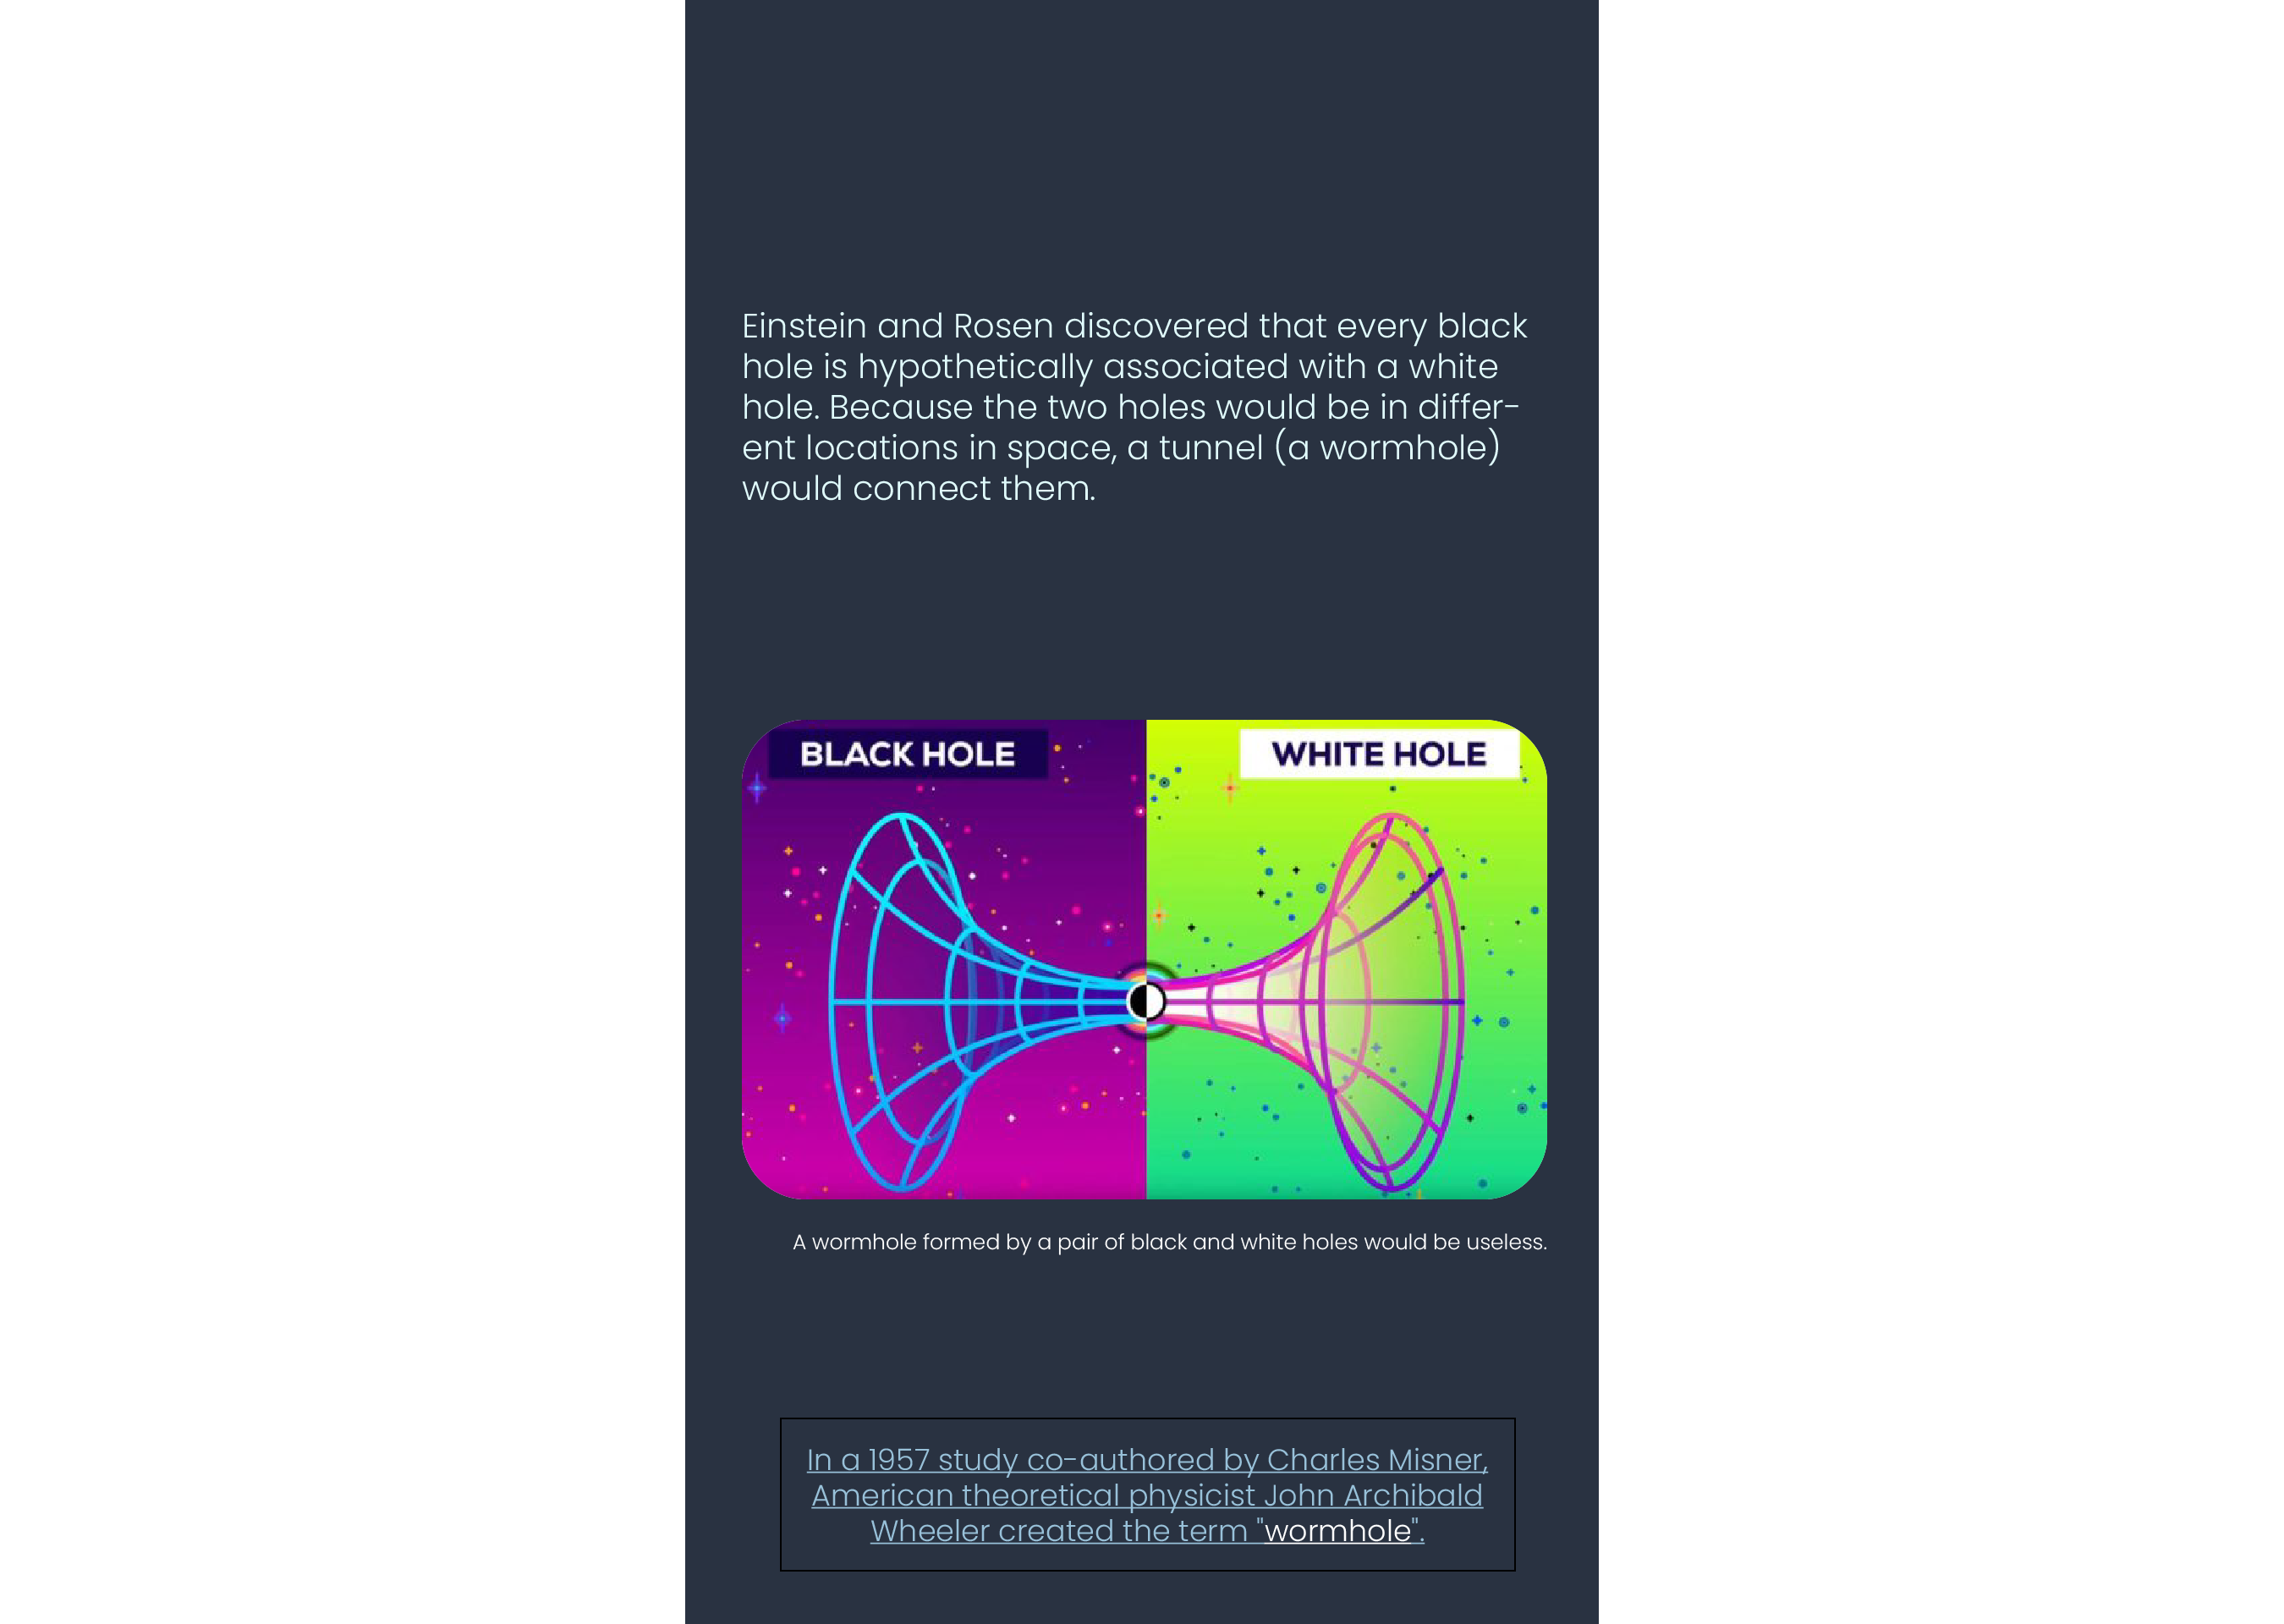 Einstein and Rosen discovered that every black
hole is hypothetically associated with a white
hole. Because the two holes would be in differ-
ent locations in space, a tunnel (a wormhole)
would connect them.
BLACK HOLE
WHITE HOLE
A wormhole formed by a pair of black and white holes would be useless.
In a 1957 study co-authored by Charles Misner,
American theoretical physicist John Archibald
Wheeler created the term "wormhole".